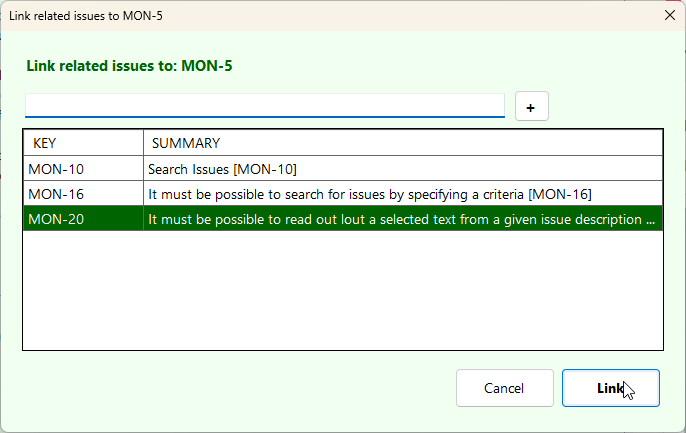 Link related issues to MON-5
Link related issues to: MON-5
+
KEY SUMMARY
MON-10 Search Issues [MON-10]
MON-16 It must be possible to search for issues by specifying a criteria [MON-16]
MON-20 It must be possible to read out lout a selected text from a given issue description ...
Cancel Link